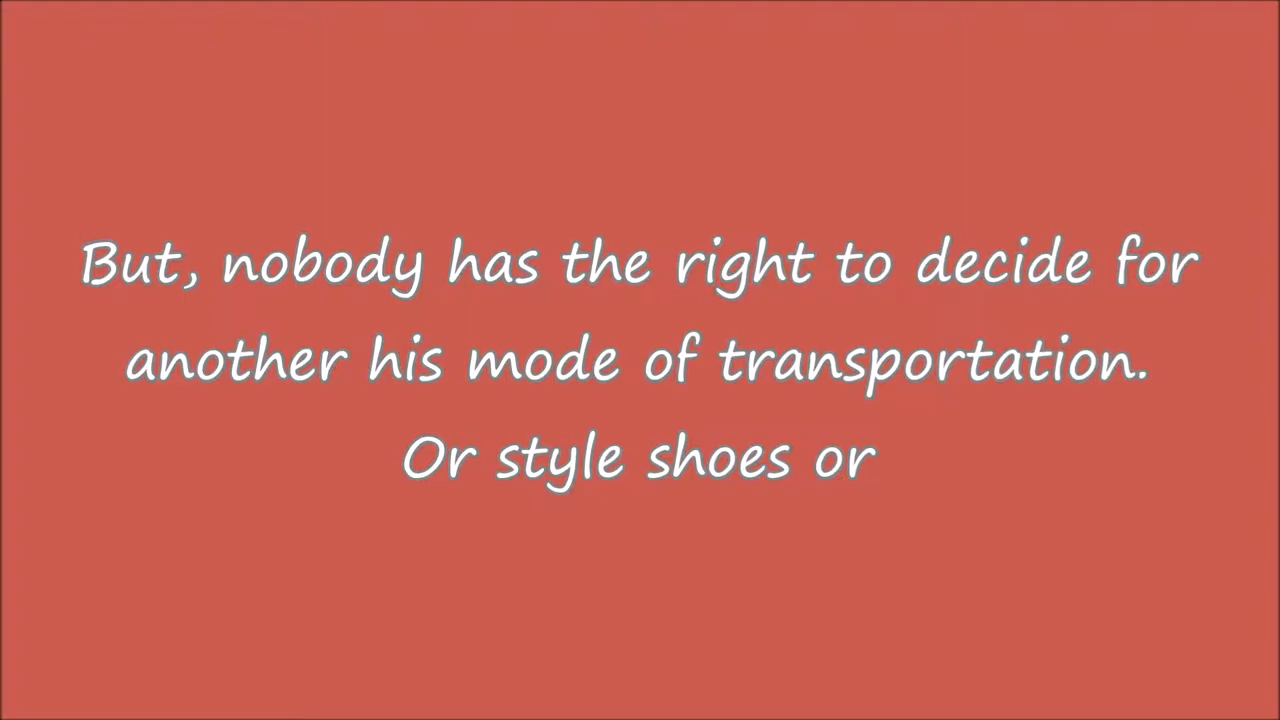 But, nobody has the right to decide for
another his mode of transportation.
Or style shoes or